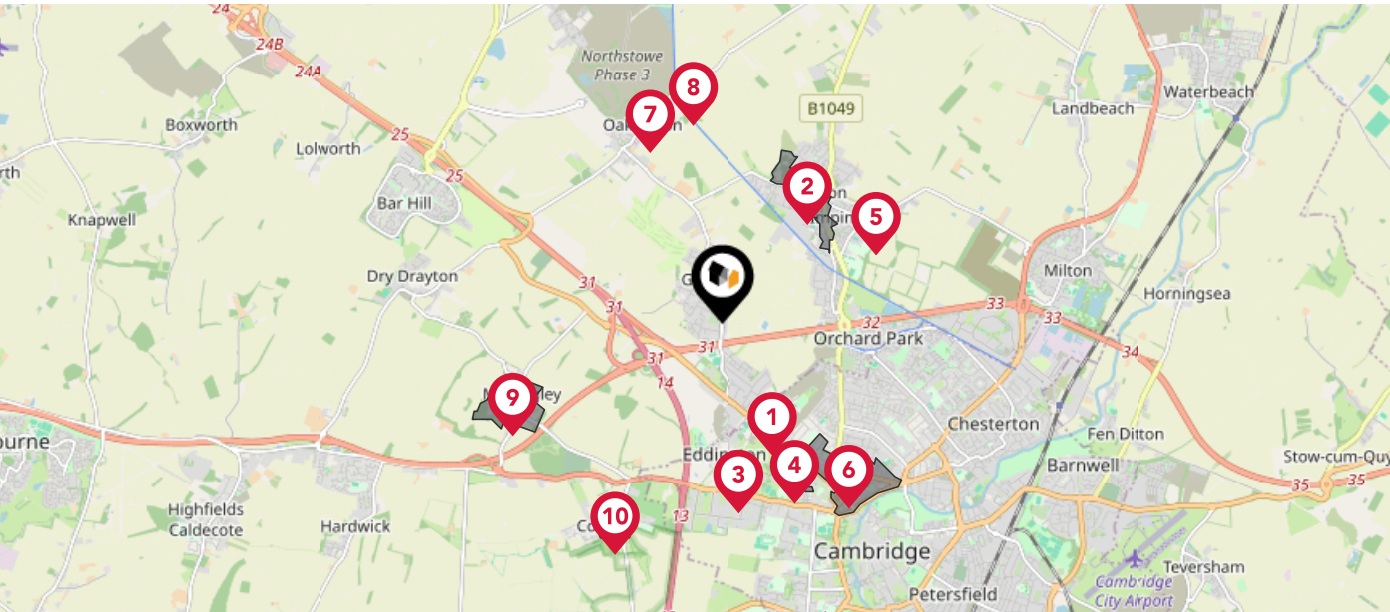 24
24B
24A
Northstowe
Phase 3
8
7
B1049
Waterbeach
Landbeach
Boxworth
25
Lolworth
25
2
Bar Hill
5
Knapwell
Dry Drayton
Milton
31
Horningsea
31
33
32
33
Orchard Park
31
31
34
14
9
1
Chesterton
Fen Ditton
3
4
6
Barnwell
Stow-cum-Quy
35
35
Highfields
Caldecote
Hardwick
10
13
Cambridge
Teversham
Petersfield
Cambridge
City Airport